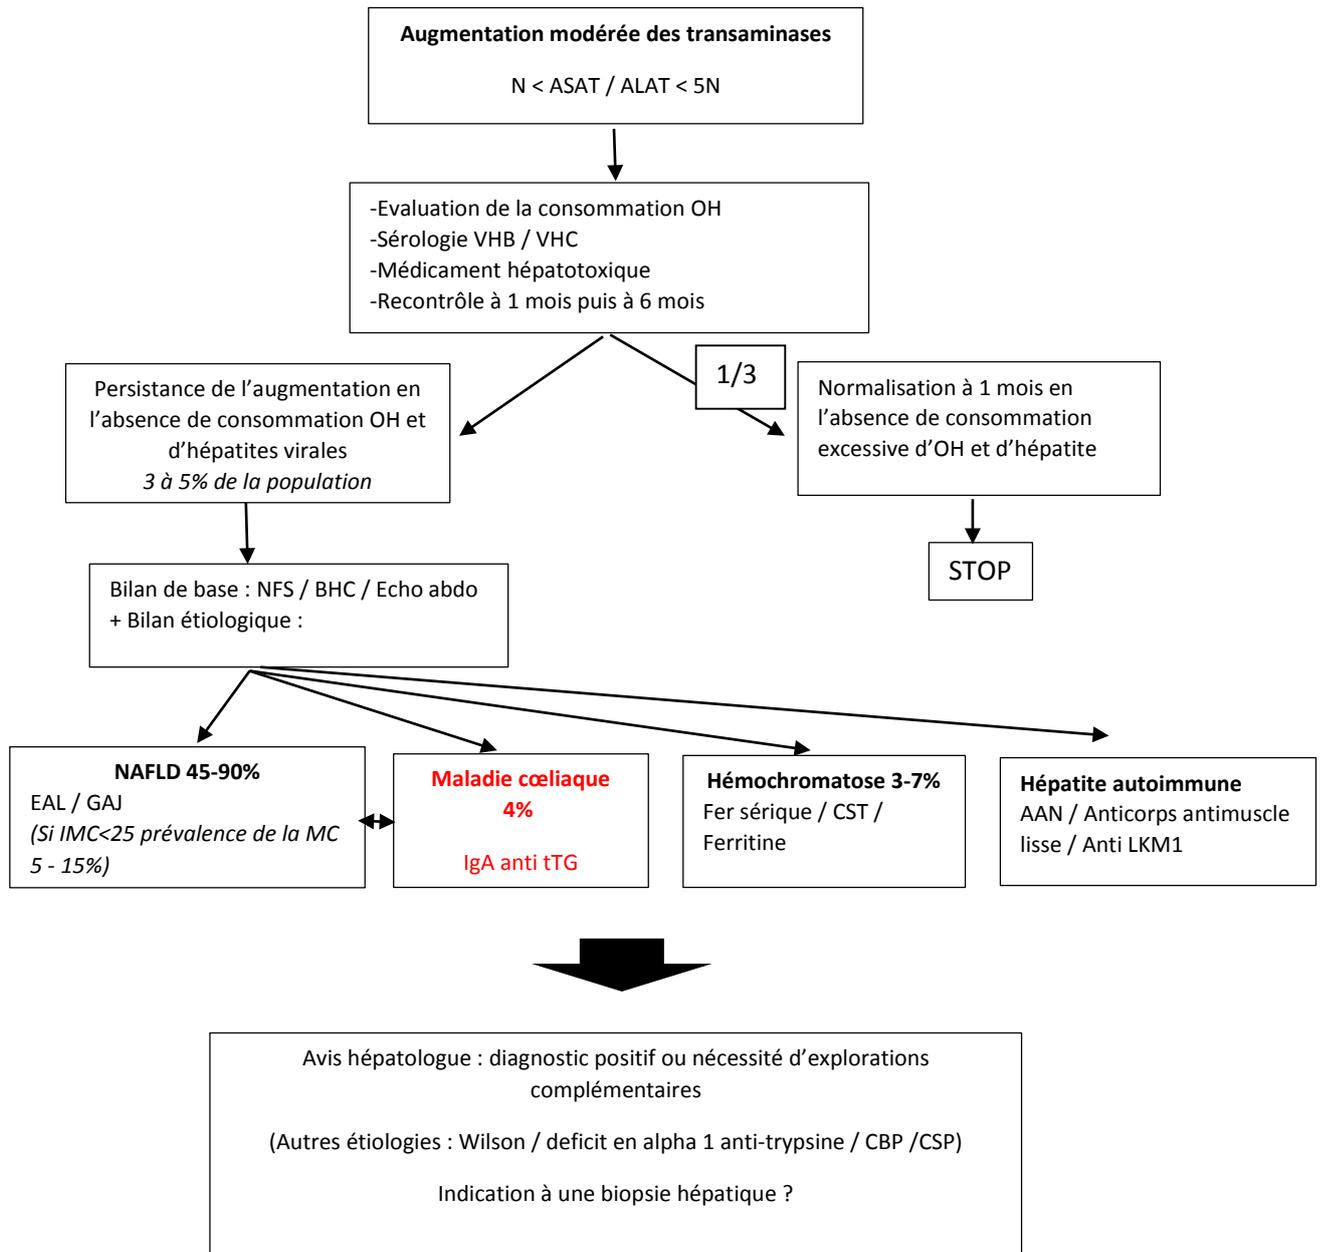 Augmentation modérée des transaminases
N < ASAT / ALAT < 5N
-Evaluation de la consommation OH
-Sérologie VHB / VHC
-Médicament hépatotoxique
-Recontrôle à 1 mois puis à 6 mois
1/3
Persistance de l’augmentation en
l’absence de consommation OH et
d’hépatites virales
3 à 5% de la population
Normalisation à 1 mois en
l’absence de consommation
excessive d’OH et d’hépatite
STOP
Bilan de base : NFS / BHC / Echo abdo
+ Bilan étiologique :
NAFLD 45-90%
EAL / GAJ
(Si IMC<25 prévalence de la MC
5 - 15%)
Maladie cœliaque
4%
IgA anti tTG
Hémochromatose 3-7%
Fer sérique / CST /
Ferritine
Hépatite autoimmune
AAN / Anticorps antimuscle
lisse / Anti LKM1
Avis hépatologue : diagnostic positif ou nécessité d’explorations
complémentaires
(Autres étiologies : Wilson / deficit en alpha 1 anti-trypsine / CBP /CSP)
Indication à une biopsie hépatique ?